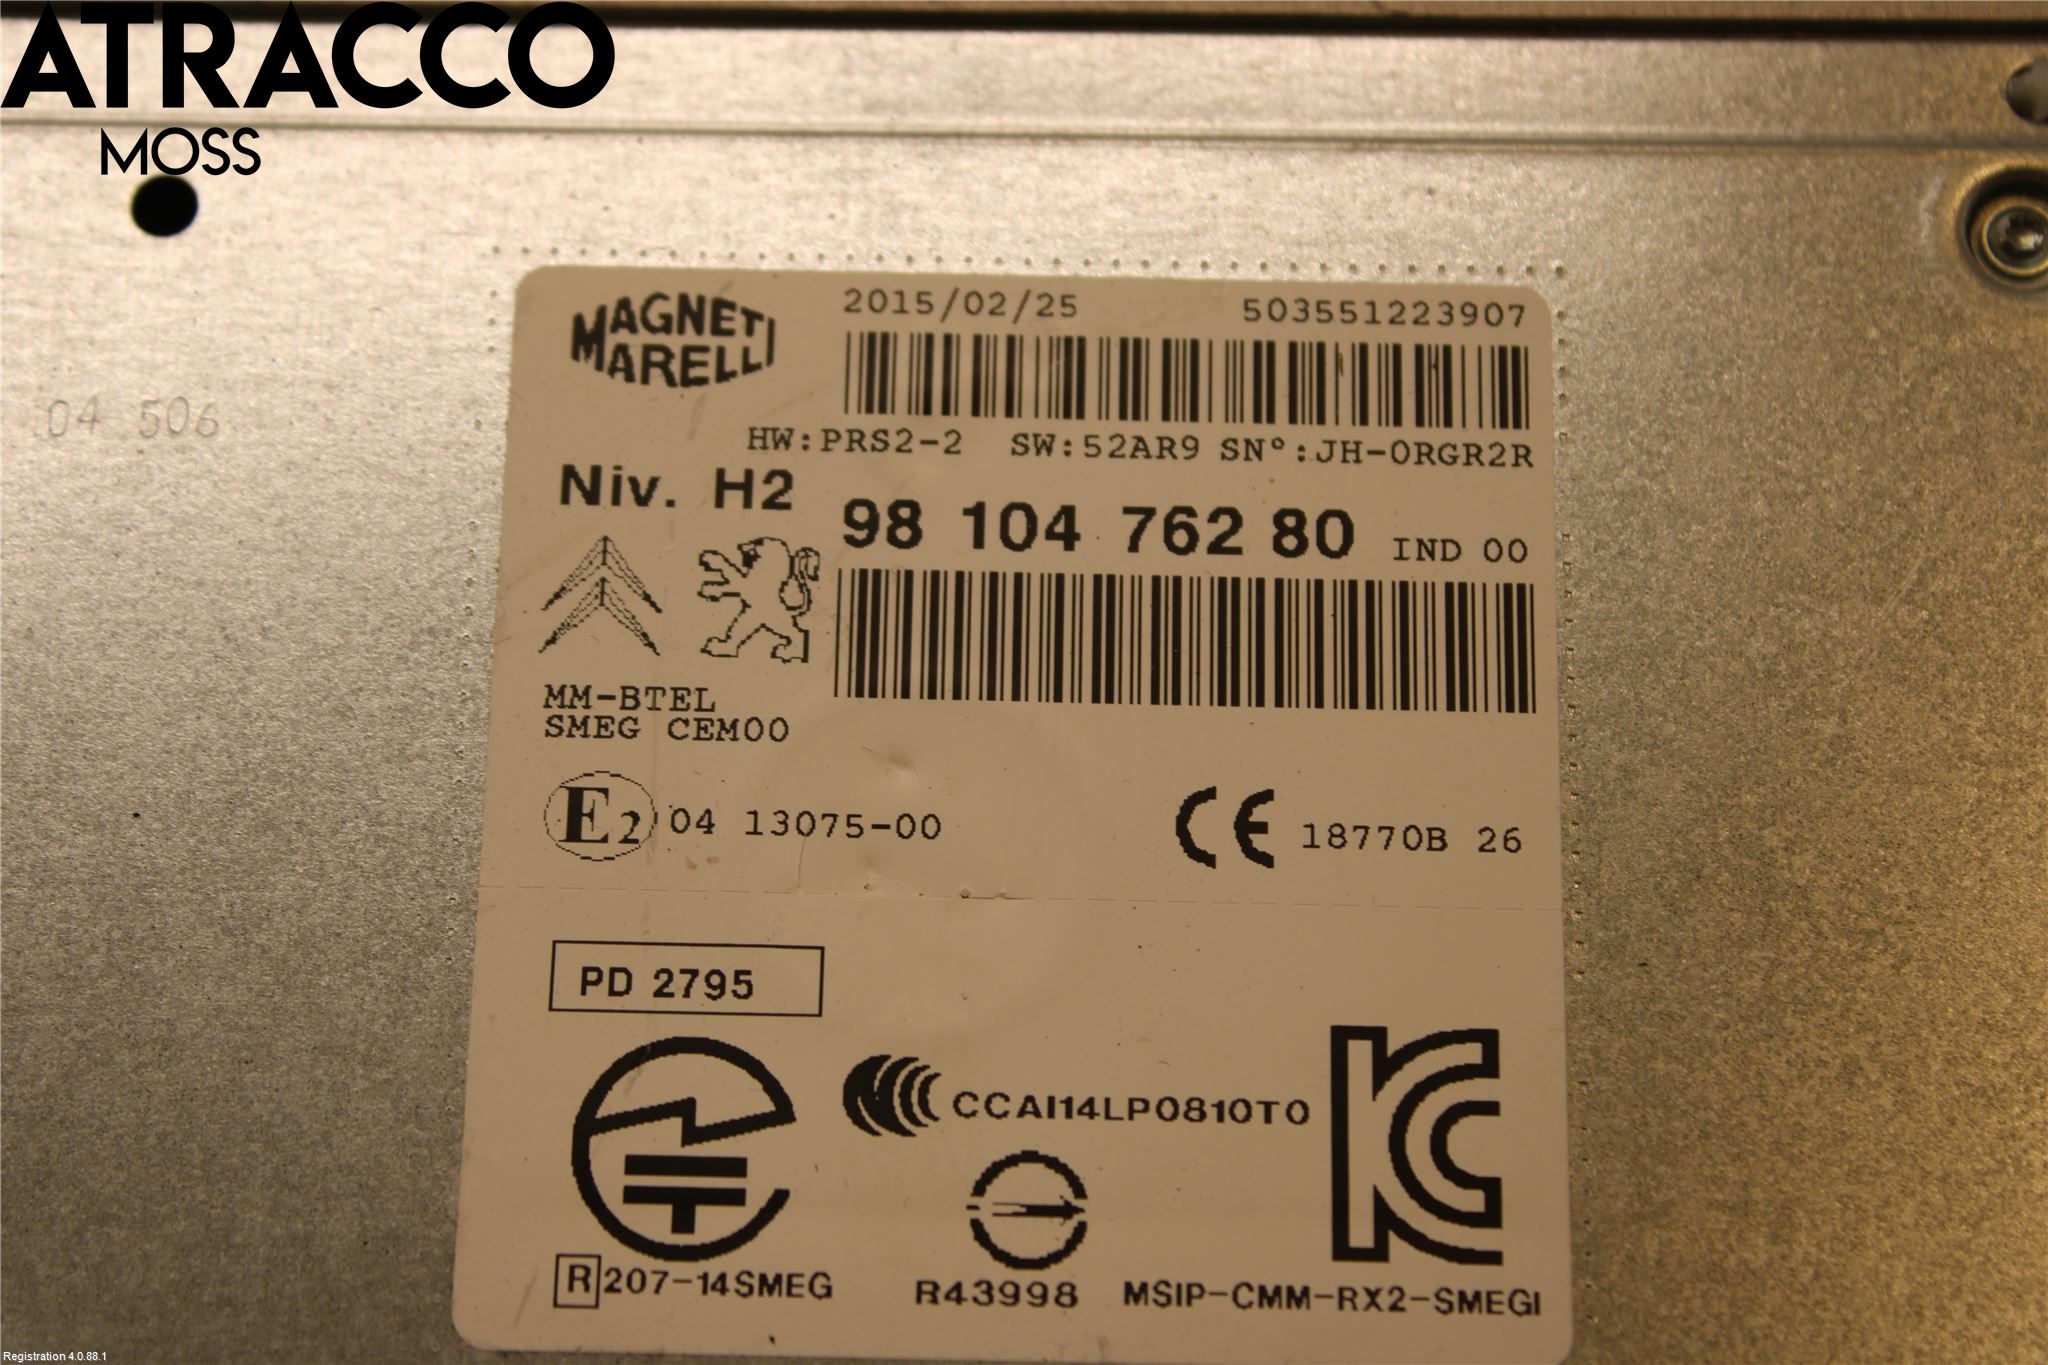 ATRACCO
MOSS
MAGNETI
MARELLI
2015/02/25 503551223907
04 506
HW:PRS2-2 SW:52AR9 SN°:JH-0RGR2R
Niv. H2
98 104 762 80 IND 00
MM-BTEL
SMEG CEM00
E2 04 13075-00
CE 18770B 26
PD 2795
CCAI14LP0810T0
R 207-14SMEG
R43998
MSIP-CMM-RX2-SMEGI
Registration 4.0.88.1